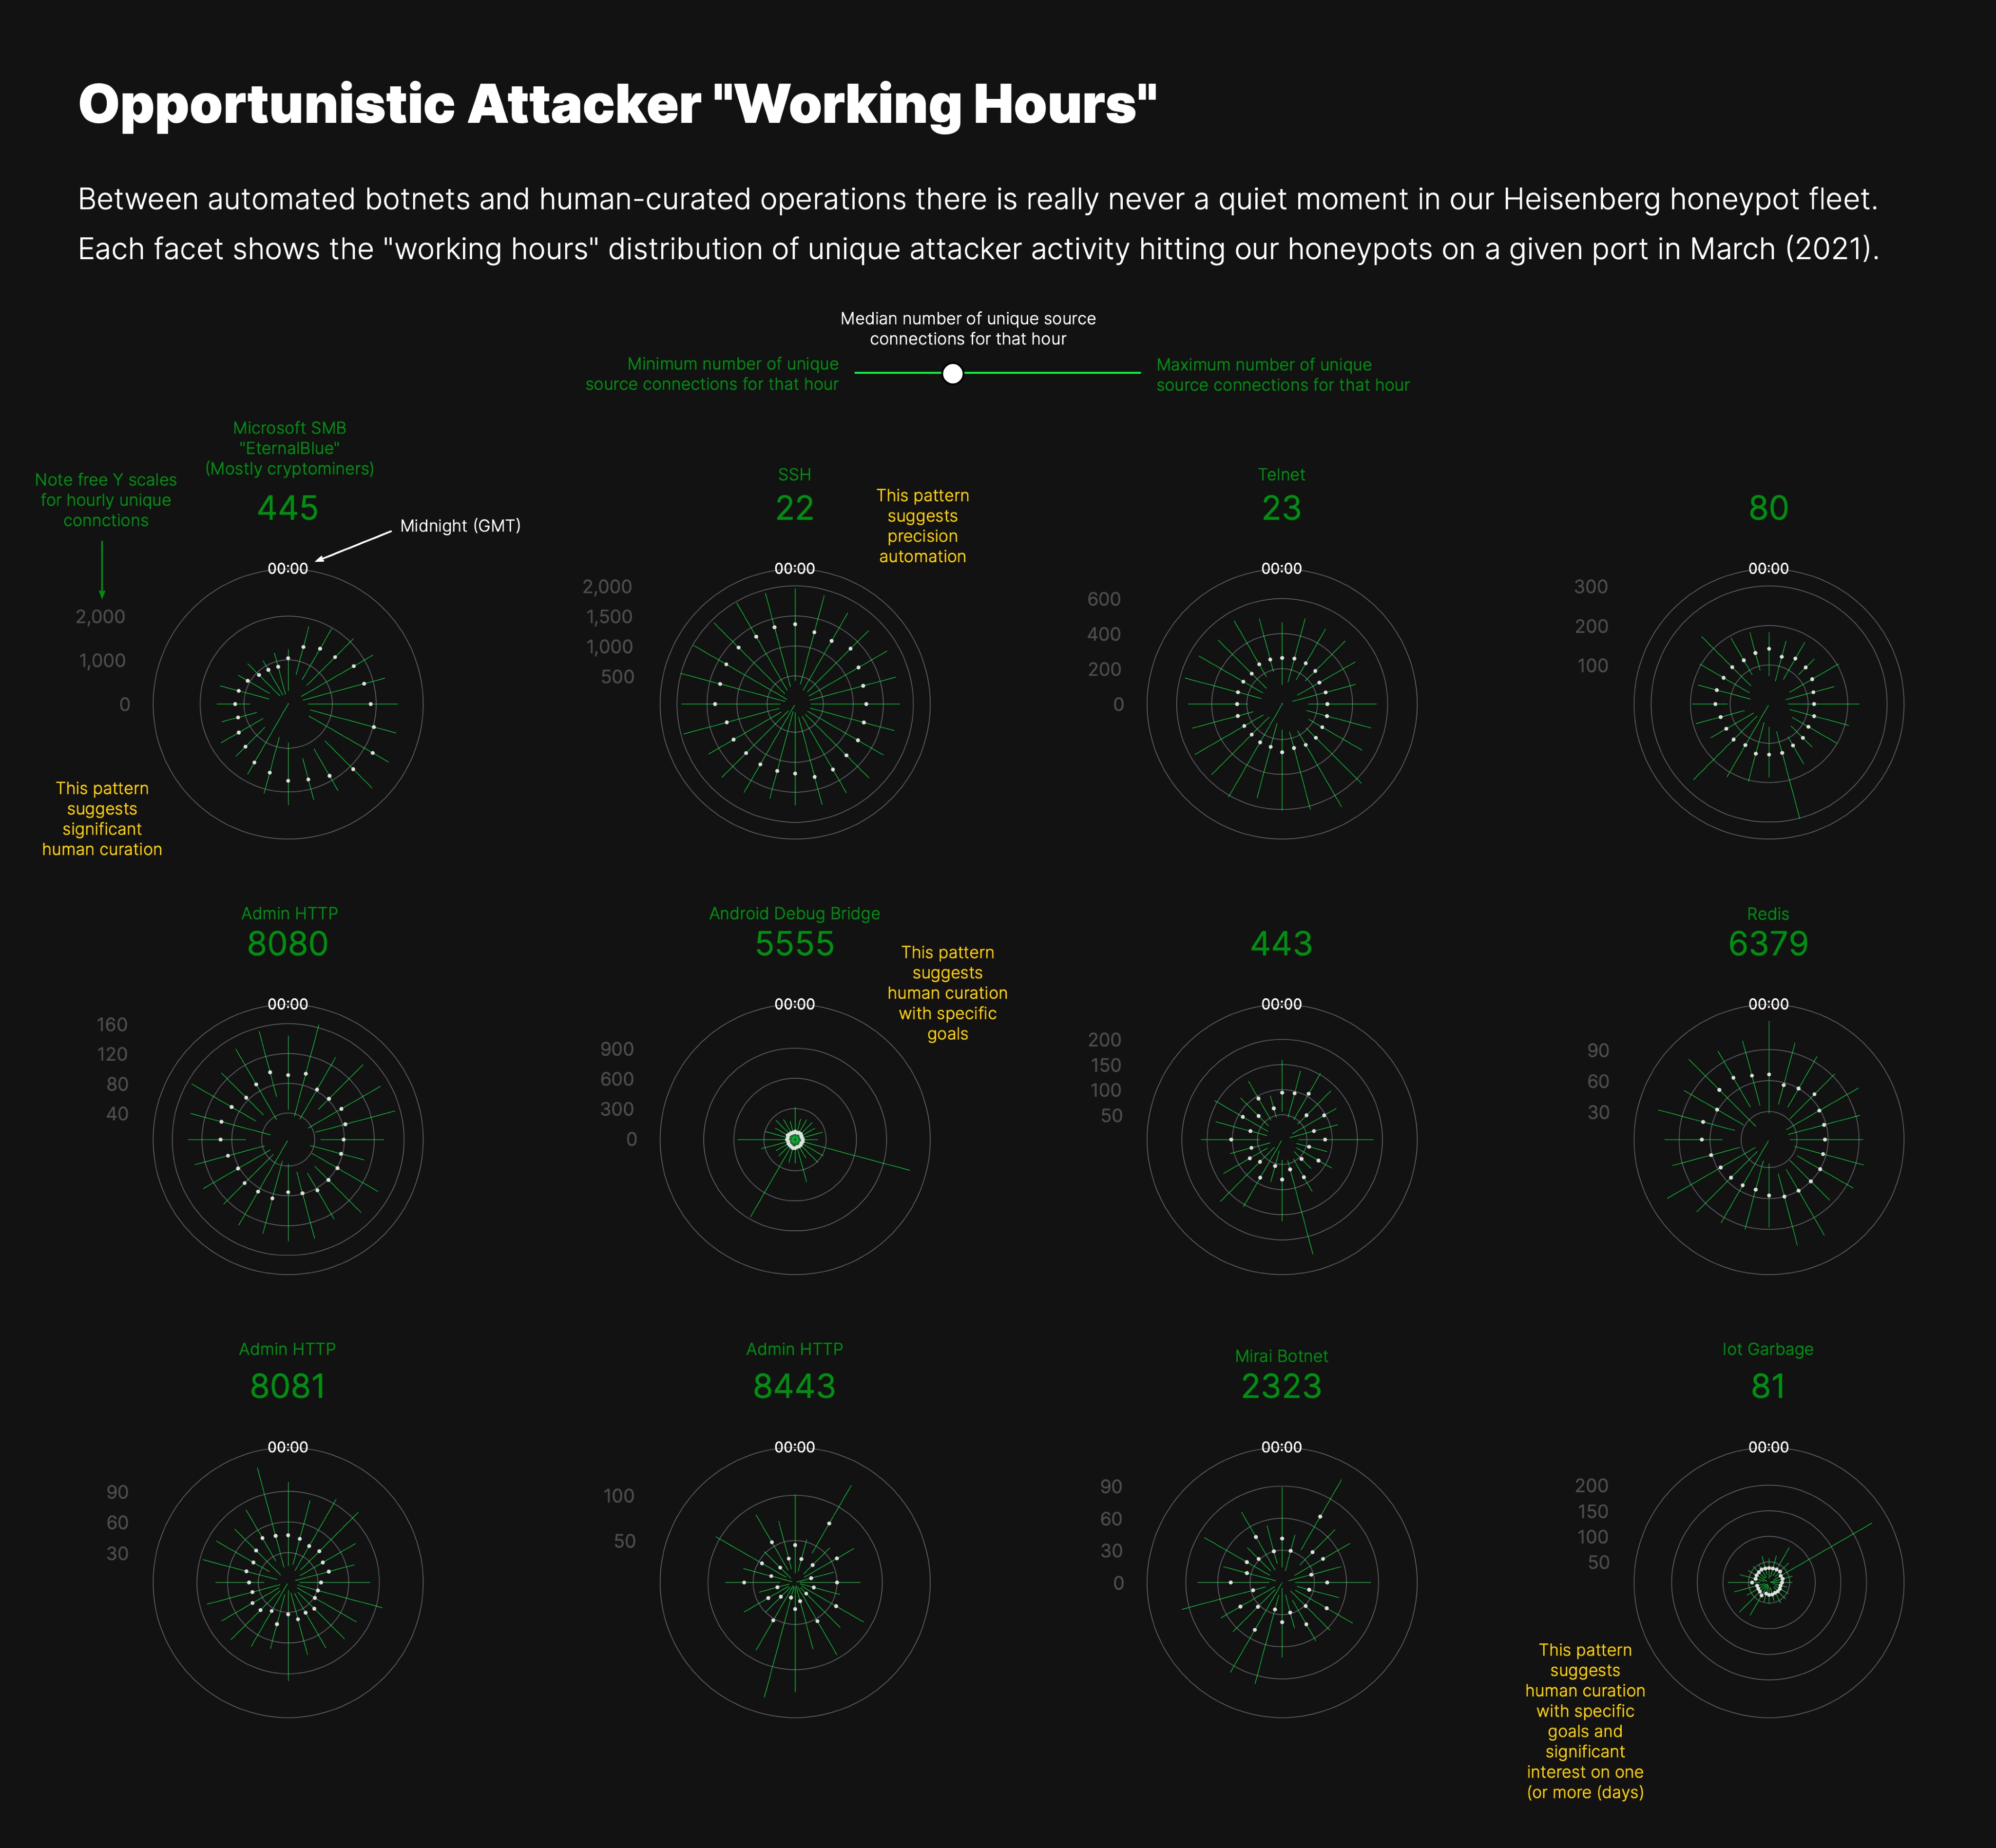 Opportunistic Attacker "Working Hours"
Between automated botnets and human-curated operations there is really never a quiet moment in our Heisenberg honeypot fleet.
Each facet shows the "working hours" distribution of unique attacker activity hitting our honeypots on a given port in March (2021).
Median number of unique source
connections for that hour
Minimum number of unique
source connections for that hour
Maximum number of unique
source connections for that hour
Note free Y scales
for hourly unique
connctions
Microsoft SMB
"EternalBlue"
(Mostly cryptominers)
445
Midnight (GMT)
00:00
2,000
1,000
0
This pattern
suggests
significant
human curation
SSH
22
This pattern
suggests
precision
automation
00:00
2,000
1,500
1,000
500
Telnet
23
00:00
600
400
200
0
80
00:00
300
200
100
Admin HTTP
8080
00:00
160
120
80
40
Android Debug Bridge
5555
This pattern
suggests
human curation
with specific
goals
00:00
900
600
300
0
443
00:00
200
150
100
50
Redis
6379
00:00
90
60
30
Admin HTTP
8081
00:00
90
60
30
Admin HTTP
8443
00:00
100
50
Mirai Botnet
2323
00:00
90
60
30
0
Iot Garbage
81
00:00
200
150
100
50
This pattern
suggests
human curation
with specific
goals and
significant
interest on one
(or more (days)